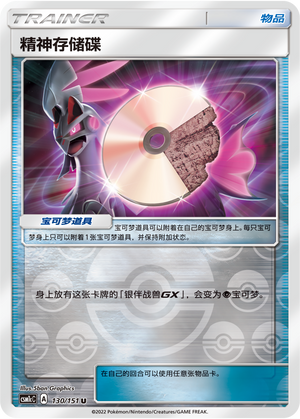 TRAINER
物品
精神存储碟
宝可梦道具
宝可梦道具可以附着在自己的宝可梦身上。每只宝可
梦身上只可以附着1张宝可梦道具,并保持附加状态。
身上放有这张卡牌的「银伴战兽GX」,会变为宝可梦。
Illus. 5ban Graphics
csm1cC A 130/151 U
在自己的回合可以使用任意张物品卡。
©2022 Pokémon/Nintendo/Creatures/GAME FREAK.